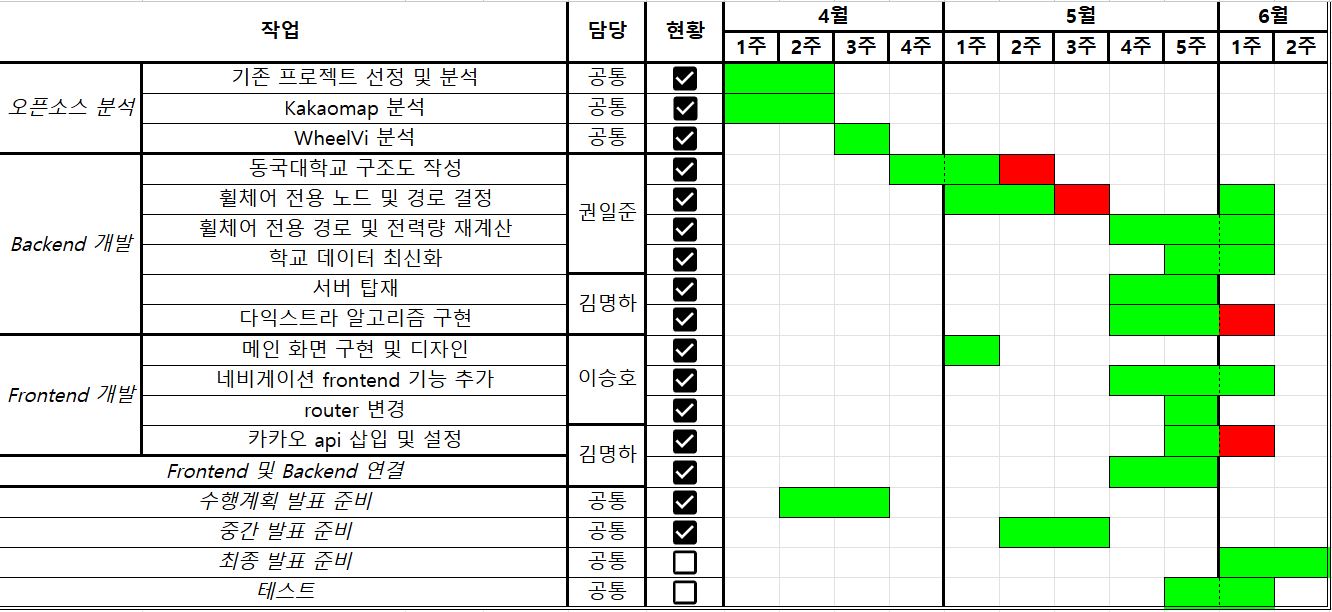 작업 담당 현황 4월 5월 6월
1주 2주 3주 4주 1주 2주 3주 4주 5주 1주 2주
오픈소스 분석
기존 프로젝트 선정 및 분석 공통
Kakaomap 분석 공통
WheelVi 분석 공통
Backend 개발
동국대학교 구조도 작성
휠체어 전용 노드 및 경로 결정
권일준
휠체어 전용 경로 및 전력량 재계산
학교 데이터 최신화
서버 탑재
김명하
다익스트라 알고리즘 구현
Frontend 개발
메인 화면 구현 및 디자인
네비게이션 frontend 기능 추가
이승호
router 변경
카카오 api 삽입 및 설정
김명하
Frontend 및 Backend 연결
수행계획 발표 준비 공통
중간 발표 준비 공통
최종 발표 준비 공통
테스트 공통